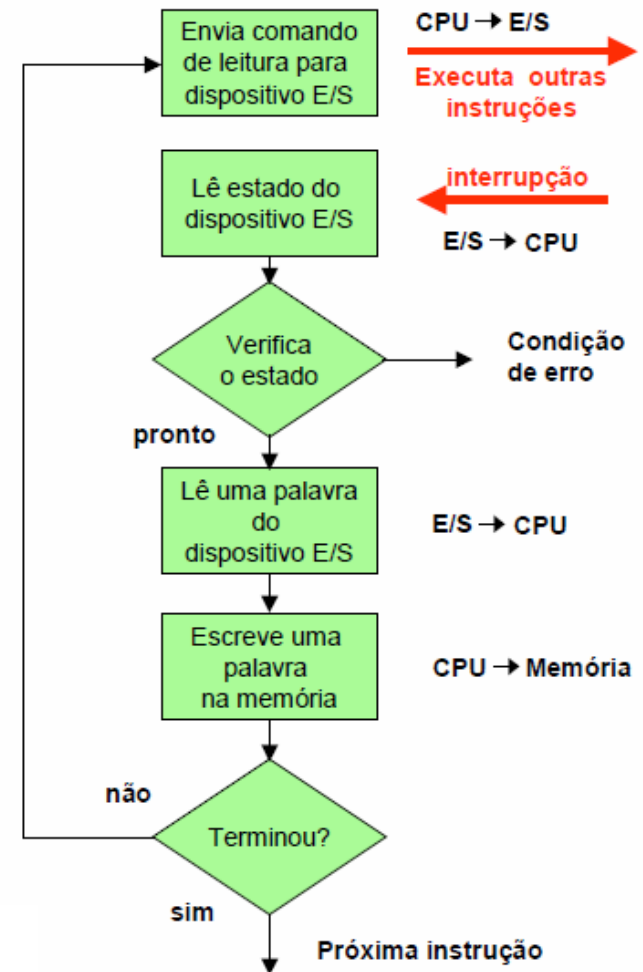 Envia comando
de leitura para
dispositivo E/S
CPU → E/S
Executa outras
instruções
Lê estado do
dispositivo E/S
interrupção
E/S → CPU
Verifica
o estado
Condição
de erro
pronto
Lê uma palavra
do
dispositivo E/S
E/S → CPU
Escreve uma
palavra
na memória
CPU → Memória
não
Terminou?
sim
Próxima instrução